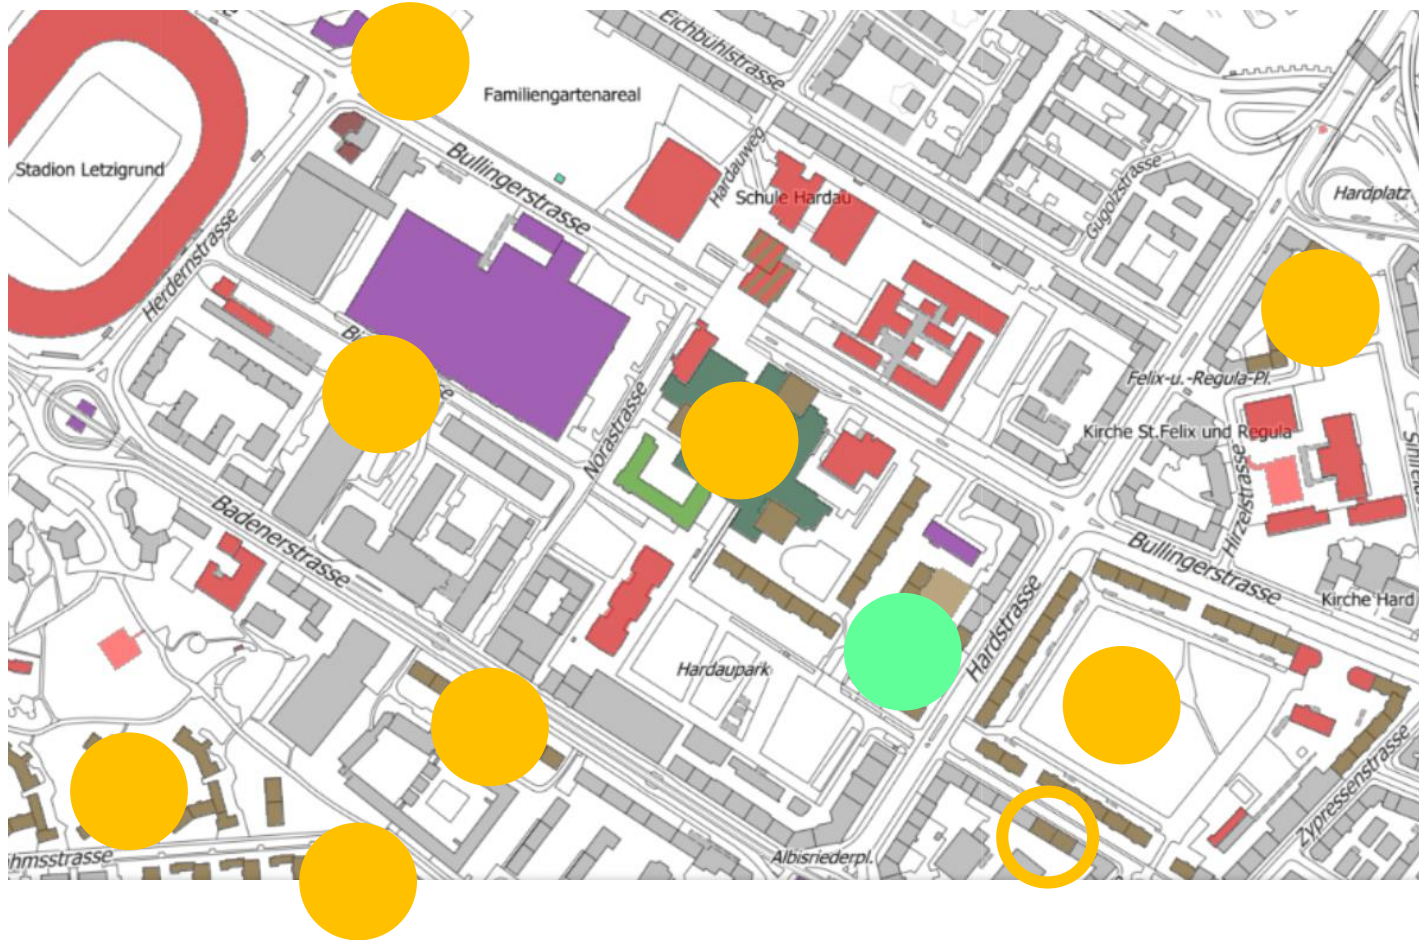 Eichbühlstrasse
Familiengartenareal
Stadion Letzigrund
Bullingerstrasse
Hardauweg
Schule Hardau
Gugolzstrasse
Hardplatz
Herdernstrasse
Felix-u.-Regula-Pl.
Norastrasse
Kirche St.Felix und Regula
Hirzelstrasse
Badenerstrasse
Bullingerstrasse
Kirche Hard
Hardstrasse
Hardaupark
Zypressenstrasse
ihmsstrasse
Albisriederpl.